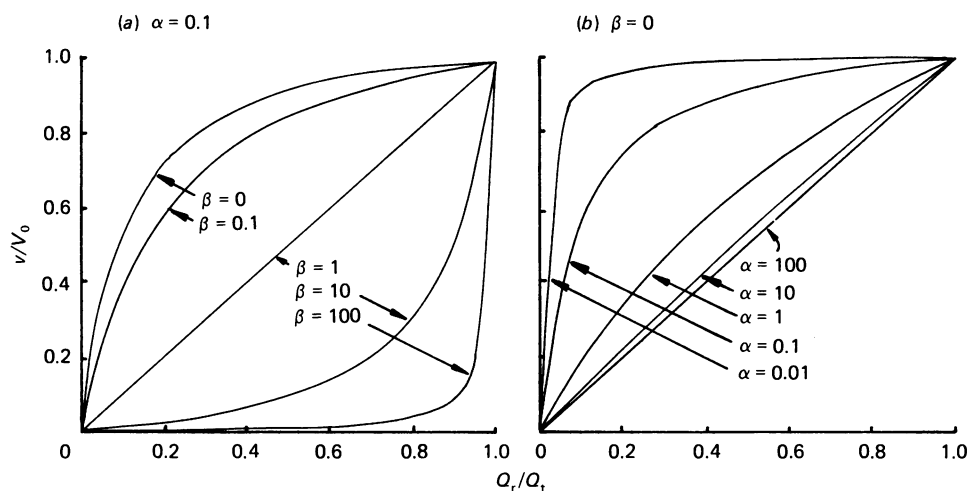 (a) α = 0.1
(b) β = 0
1.0
0.8
0.6
0.4
0.2
0
v/V₀
β = 0
β = 0.1
β = 1
β = 10
β = 100
α = 100
α = 10
α = 1
α = 0.1
α = 0.01
0.2 0.4 0.6 0.8 1.0
0 0.2 0.4 0.6 0.8 1.0
Qᵣ/Qₜ